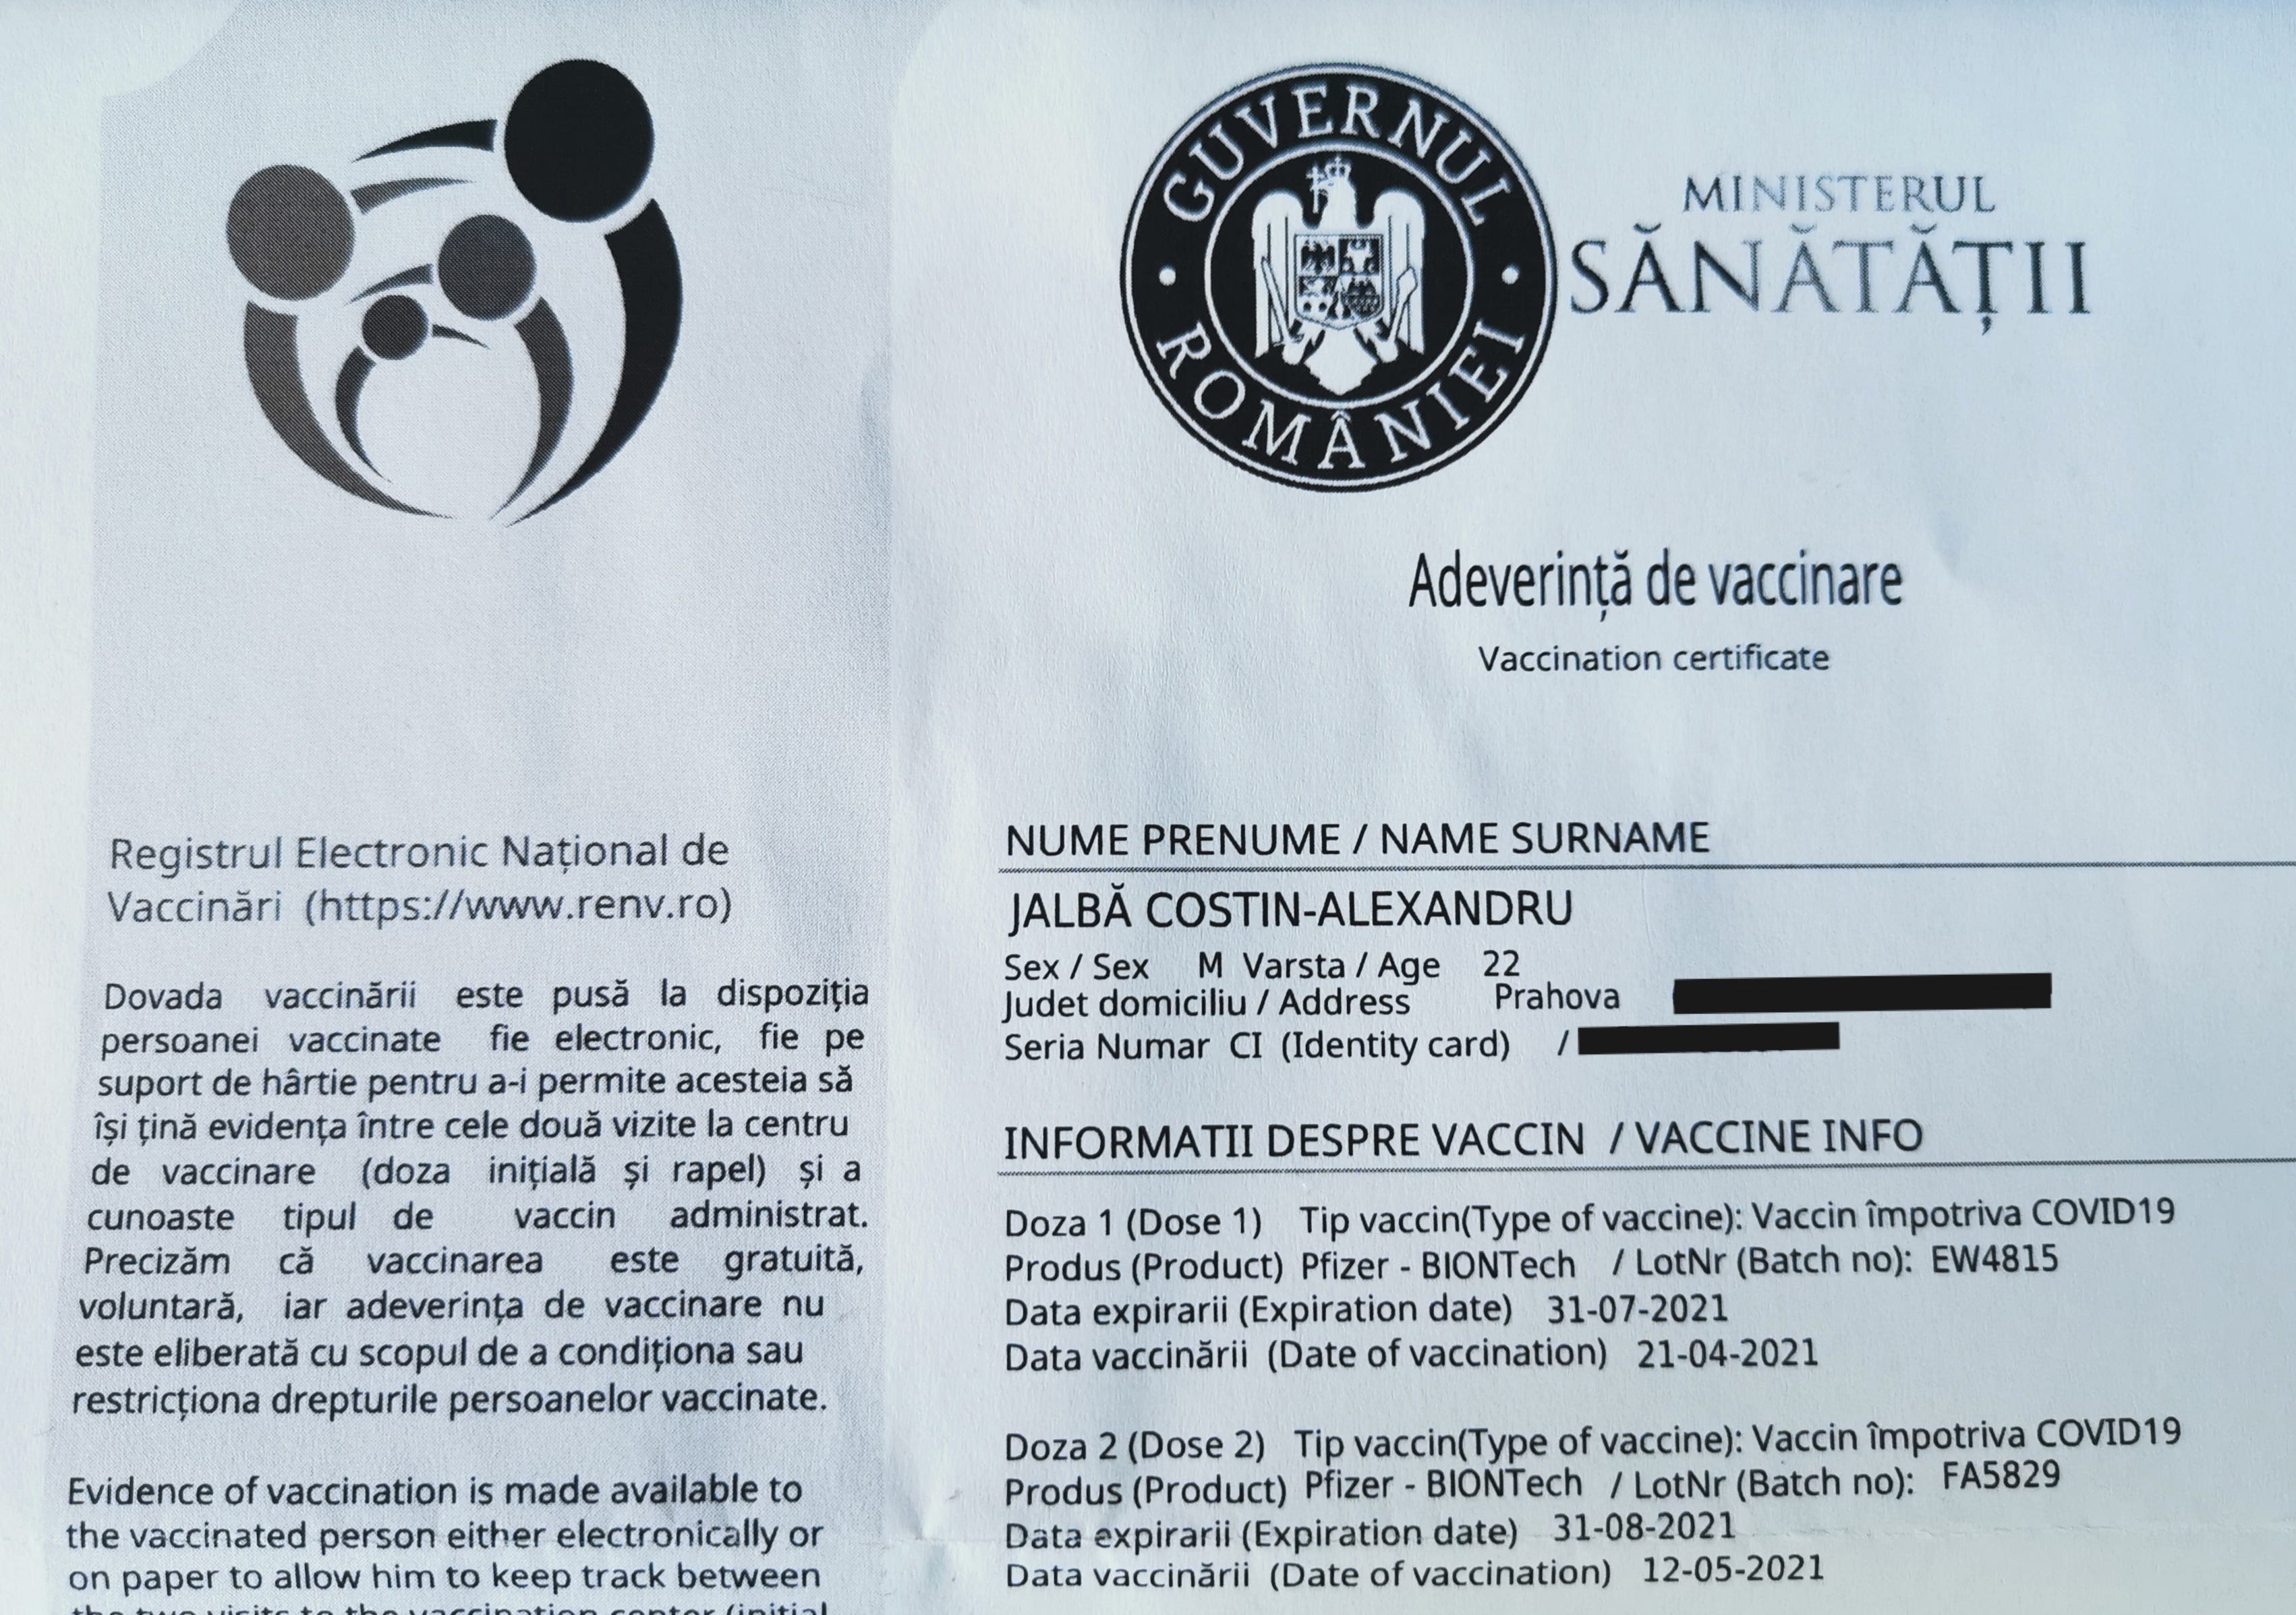 GUVERNUL ROMÂNIEI
MINISTERUL
SĂNĂTĂȚII
Adeverință de vaccinare
Vaccination certificate
Registrul Electronic Național de
Vaccinări (https://www.renv.ro)
Dovada vaccinării este pusă la dispoziția
persoanei vaccinate fie electronic, fie pe
suport de hârtie pentru a-i permite acesteia să
își țină evidența între cele două vizite la centru
de vaccinare (doza inițială și rapel) și a
cunoaste tipul de vaccin administrat.
Precizăm că vaccinarea este gratuită,
voluntară, iar adeverința de vaccinare nu
este eliberată cu scopul de a condiționa sau
restricționa drepturile persoanelor vaccinate.
Evidence of vaccination is made available to
the vaccinated person either electronically or
on paper to allow him to keep track between
the two visits to the vaccination center (initial
NUME PRENUME / NAME SURNAME
JALBĂ COSTIN-ALEXANDRU
Sex / Sex M Varsta / Age 22
Judet domiciliu / Address Prahova
Seria Numar CI (Identity card) /
INFORMATII DESPRE VACCIN / VACCINE INFO
Doza 1 (Dose 1) Tip vaccin(Type of vaccine): Vaccin împotriva COVID19
Produs (Product) Pfizer - BIONTech / LotNr (Batch no): EW4815
Data expirarii (Expiration date) 31-07-2021
Data vaccinării (Date of vaccination) 21-04-2021
Doza 2 (Dose 2) Tip vaccin(Type of vaccine): Vaccin împotriva COVID19
Produs (Product) Pfizer - BIONTech / LotNr (Batch no): FA5829
Data expirarii (Expiration date) 31-08-2021
Data vaccinării (Date of vaccination) 12-05-2021